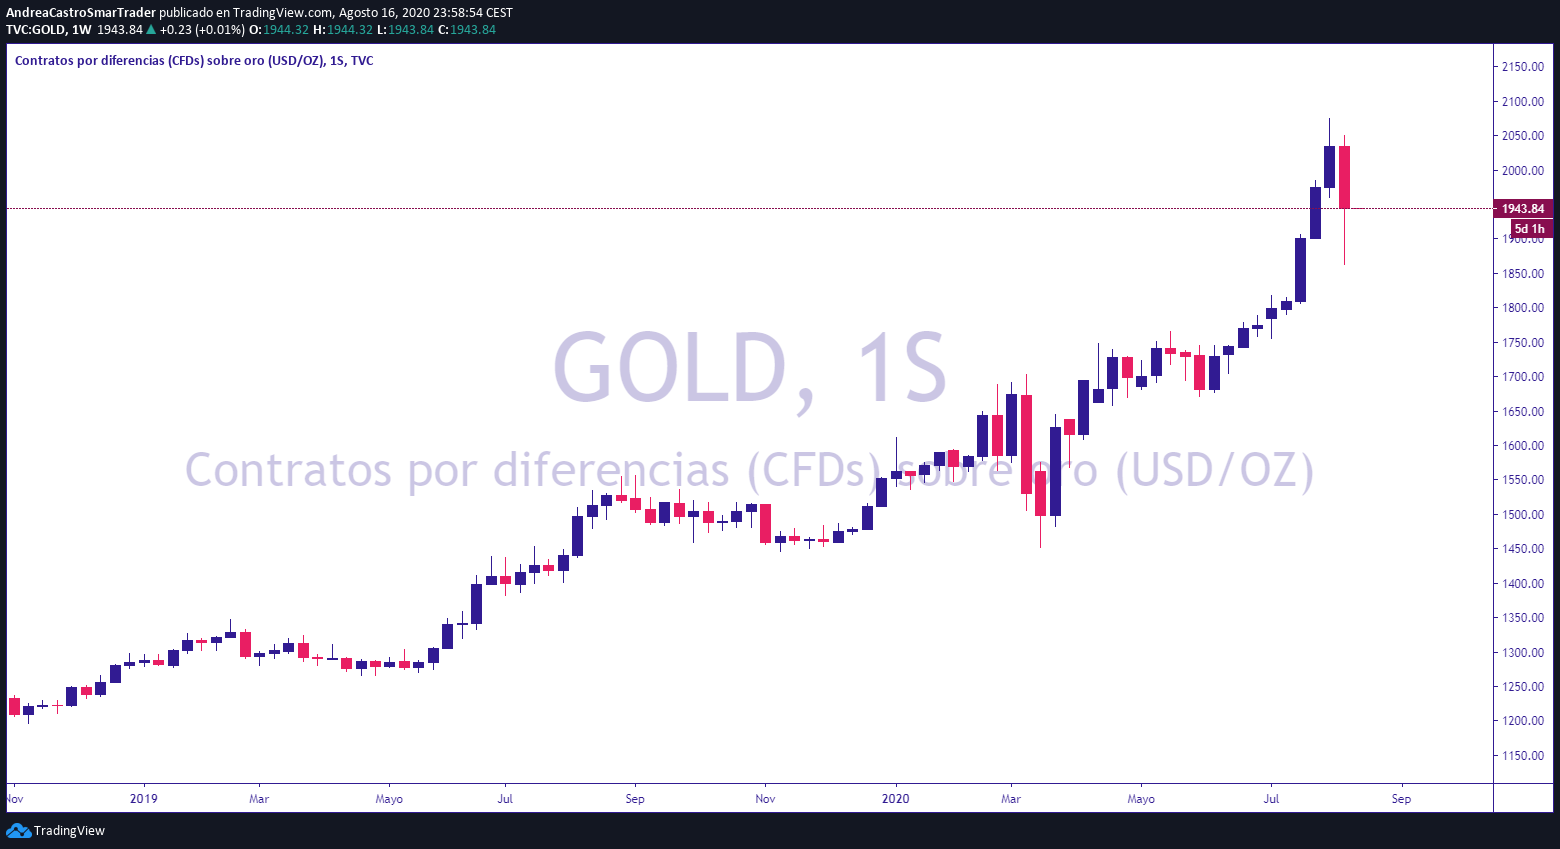 AndreaCastroSmarTrader publicado en TradingView.com, Agosto 16, 2020 23:58:54 CEST
TVC:GOLD, 1W 1943.84 ▲ +0.23 (+0.01%) O:1944.32 H:1944.32 L:1943.84 C:1943.84
Contratos por diferencias (CFDs) sobre oro (USD/OZ), 1S, TVC
GOLD, 1S
Contratos por diferencias (CFDs) sobre oro (USD/OZ)
2150.00
2100.00
2050.00
2000.00
1943.84
5d 1h
1900.00
1850.00
1800.00
1750.00
1700.00
1650.00
1600.00
1550.00
1500.00
1450.00
1400.00
1350.00
1300.00
1250.00
1200.00
1150.00
Nov 2019 Mar Mayo Jul Sep Nov 2020 Mar Mayo Jul Sep
TradingView